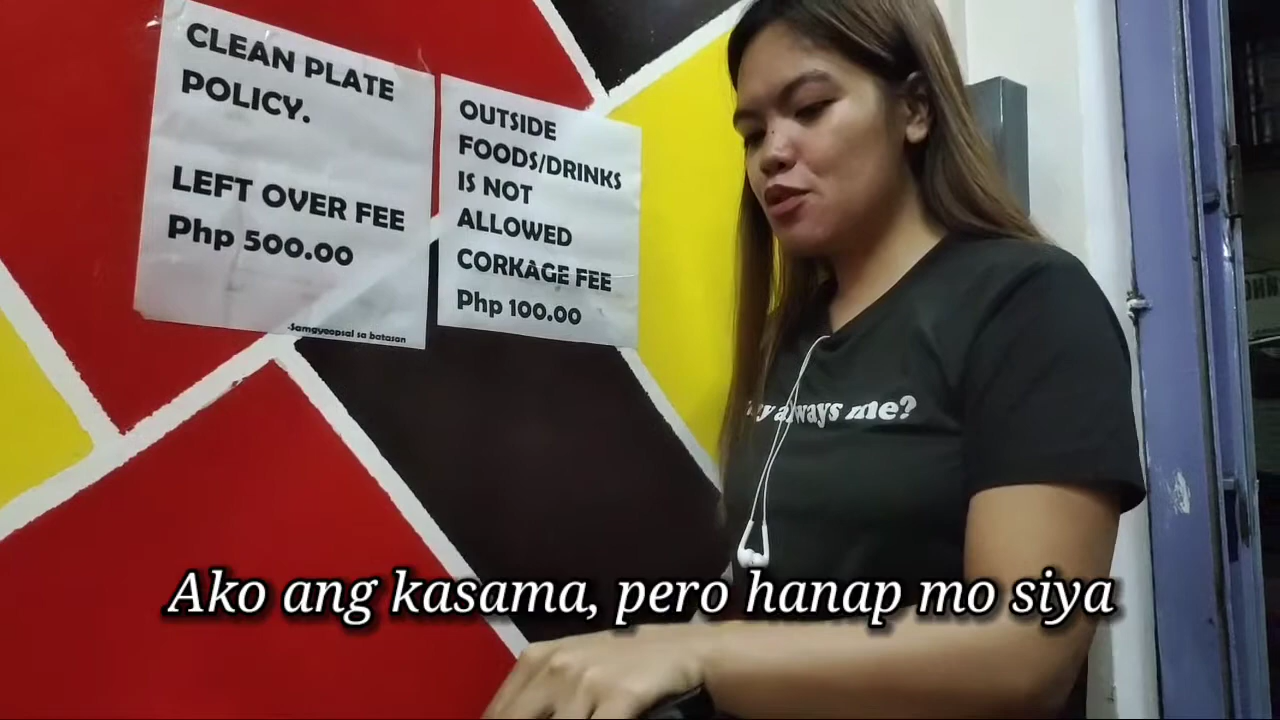 CLEAN PLATE
POLICY.
LEFT OVER FEE
Php 500.00
-Samgyeopsal sa batasan
OUTSIDE
FOODS/DRINKS
IS NOT
ALLOWED
CORKAGE FEE
Php 100.00
always me?
Ako ang kasama, pero hanap mo siya